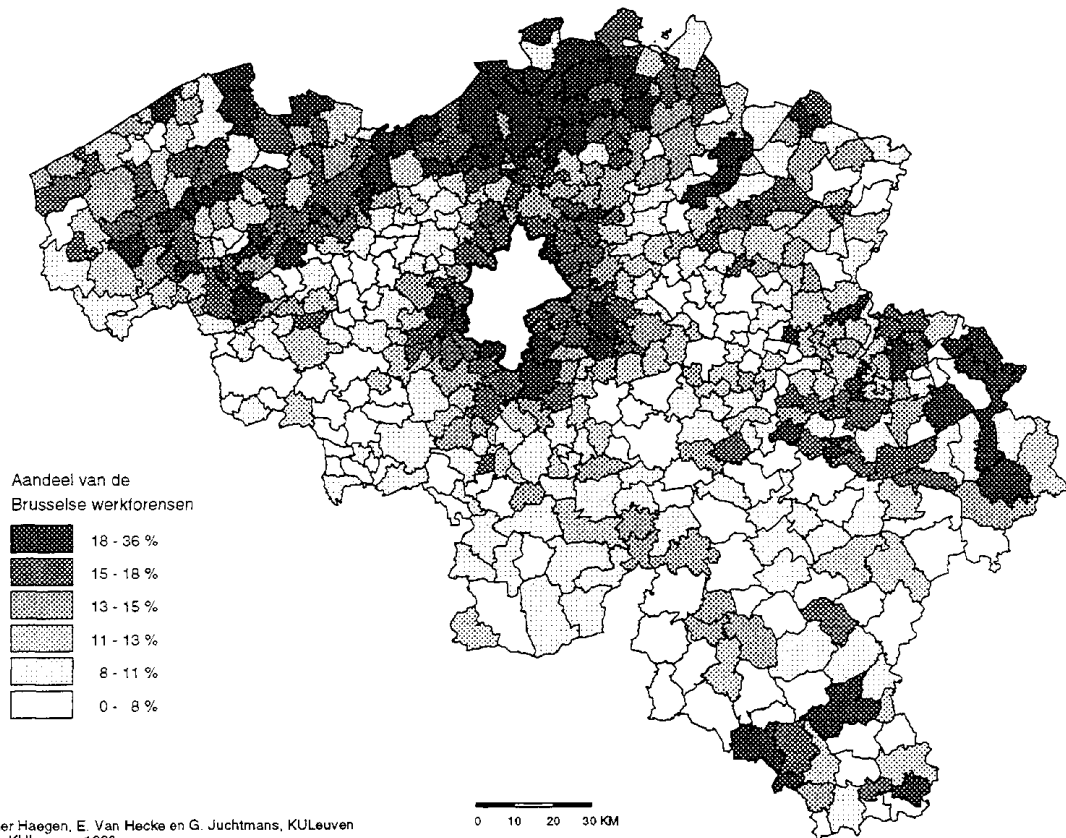 Aandeel van de
Brusselse werkforensen
18 - 36 %
15 - 18 %
13 - 15 %
11 - 13 %
8 - 11 %
0 - 8 %
0 10 20 30 KM
er Haegen, E. Van Hecke en G. Juchtmans, KULeuven